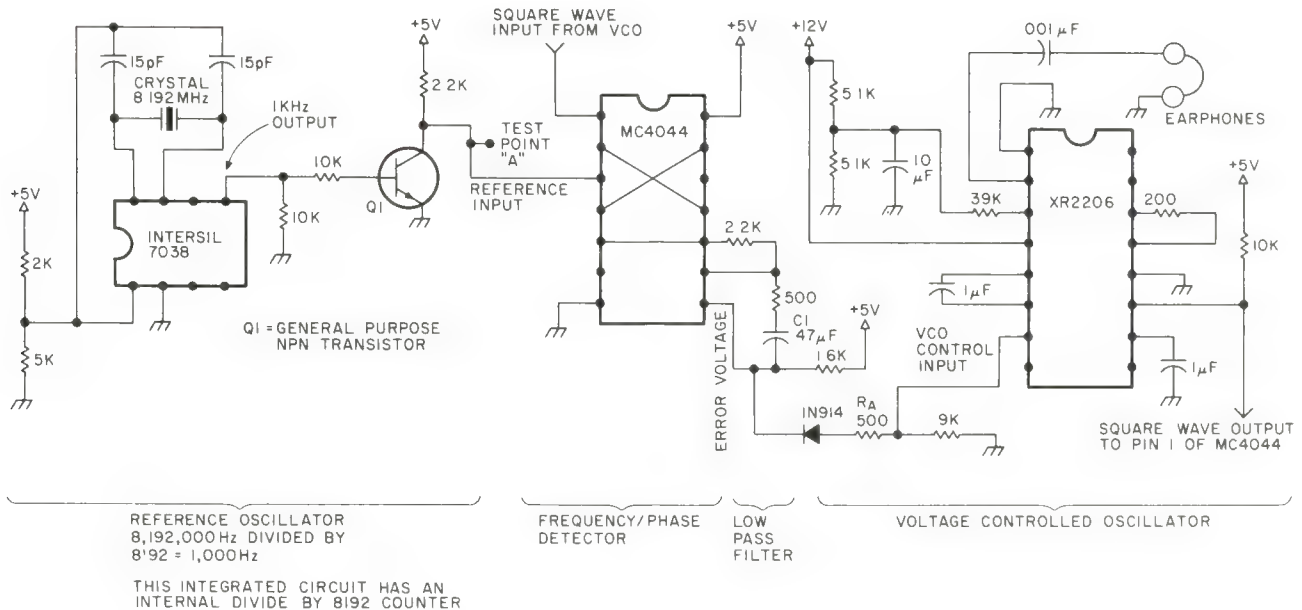 +5V
15pF
15pF
CRYSTAL
8 192MHz
1KHz
OUTPUT
+5V
2K
5K
INTERSIL
7038
10K
10K
Q1
Q1 = GENERAL PURPOSE
NPN TRANSISTOR
+5V
2.2K
TEST
POINT
"A"
REFERENCE
INPUT
SQUARE WAVE
INPUT FROM VCO
+5V
MC4044
2.2K
500
C1
47µF
+5V
1 6K
ERROR VOLTAGE
1N914
RA
500
9K
+12V
5 1K
5 1K
10
µF
39K
001µF
EARPHONES
XR2206
200
+5V
10K
1µF
VCO
CONTROL
INPUT
1µF
SQUARE WAVE OUTPUT
TO PIN 1 OF MC4044
REFERENCE OSCILLATOR
8,192,000Hz DIVIDED BY
8'92 = 1,000Hz
THIS INTEGRATED CIRCUIT HAS AN
INTERNAL DIVIDE BY 8192 COUNTER
FREQUENCY/PHASE
DETECTOR
LOW
PASS
FILTER
VOLTAGE CONTROLLED OSCILLATOR